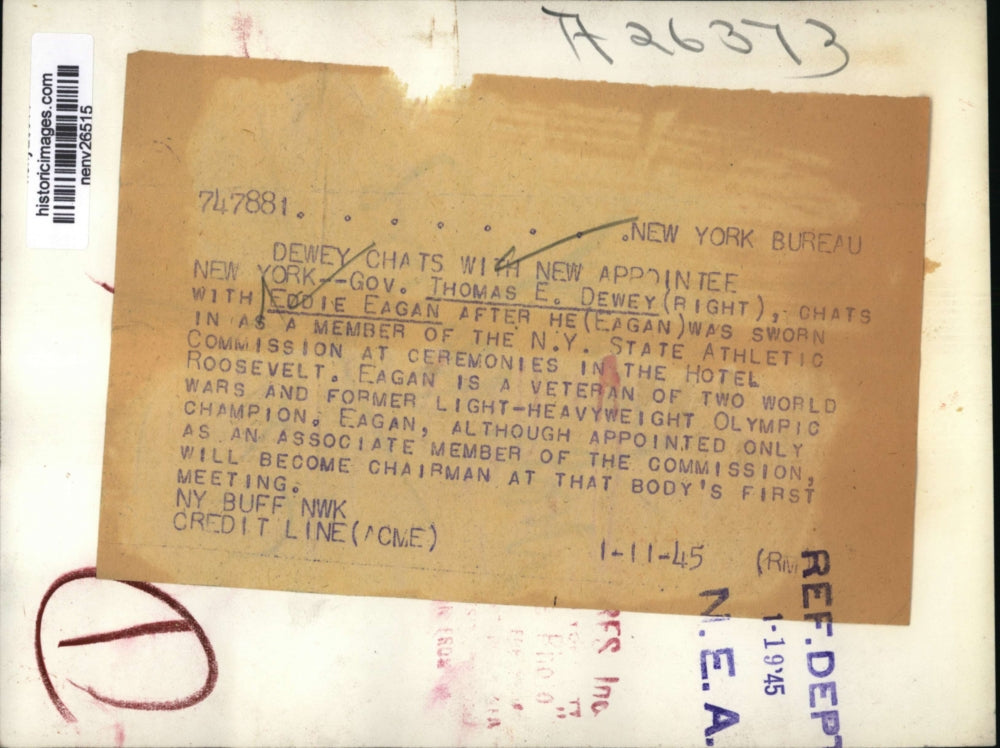 A 26373
historicimages.com
nenv26515
747881. . . . . . . .NEW YORK BUREAU
DEWEY CHATS WITH NEW APPOINTEE
NEW YORK--GOV. THOMAS E. DEWEY(RIGHT), CHATS
WITH EDDIE EAGAN AFTER HE(EAGAN)WAS SWORN
IN AS A MEMBER OF THE N.Y. STATE ATHLETIC
COMMISSION AT CEREMONIES IN THE HOTEL
ROOSEVELT. EAGAN IS A VETERAN OF TWO WORLD
WARS AND FORMER LIGHT-HEAVYWEIGHT OLYMPIC
CHAMPION. EAGAN, ALTHOUGH APPOINTED ONLY
AS AN ASSOCIATE MEMBER OF THE COMMISSION,
WILL BECOME CHAIRMAN AT THAT BODY'S FIRST
MEETING.
NY BUFF NWK
CREDIT LINE(ACME)
1-11-45 (RM
REF.DEPT
1-19 45
N.E.A.
Inc